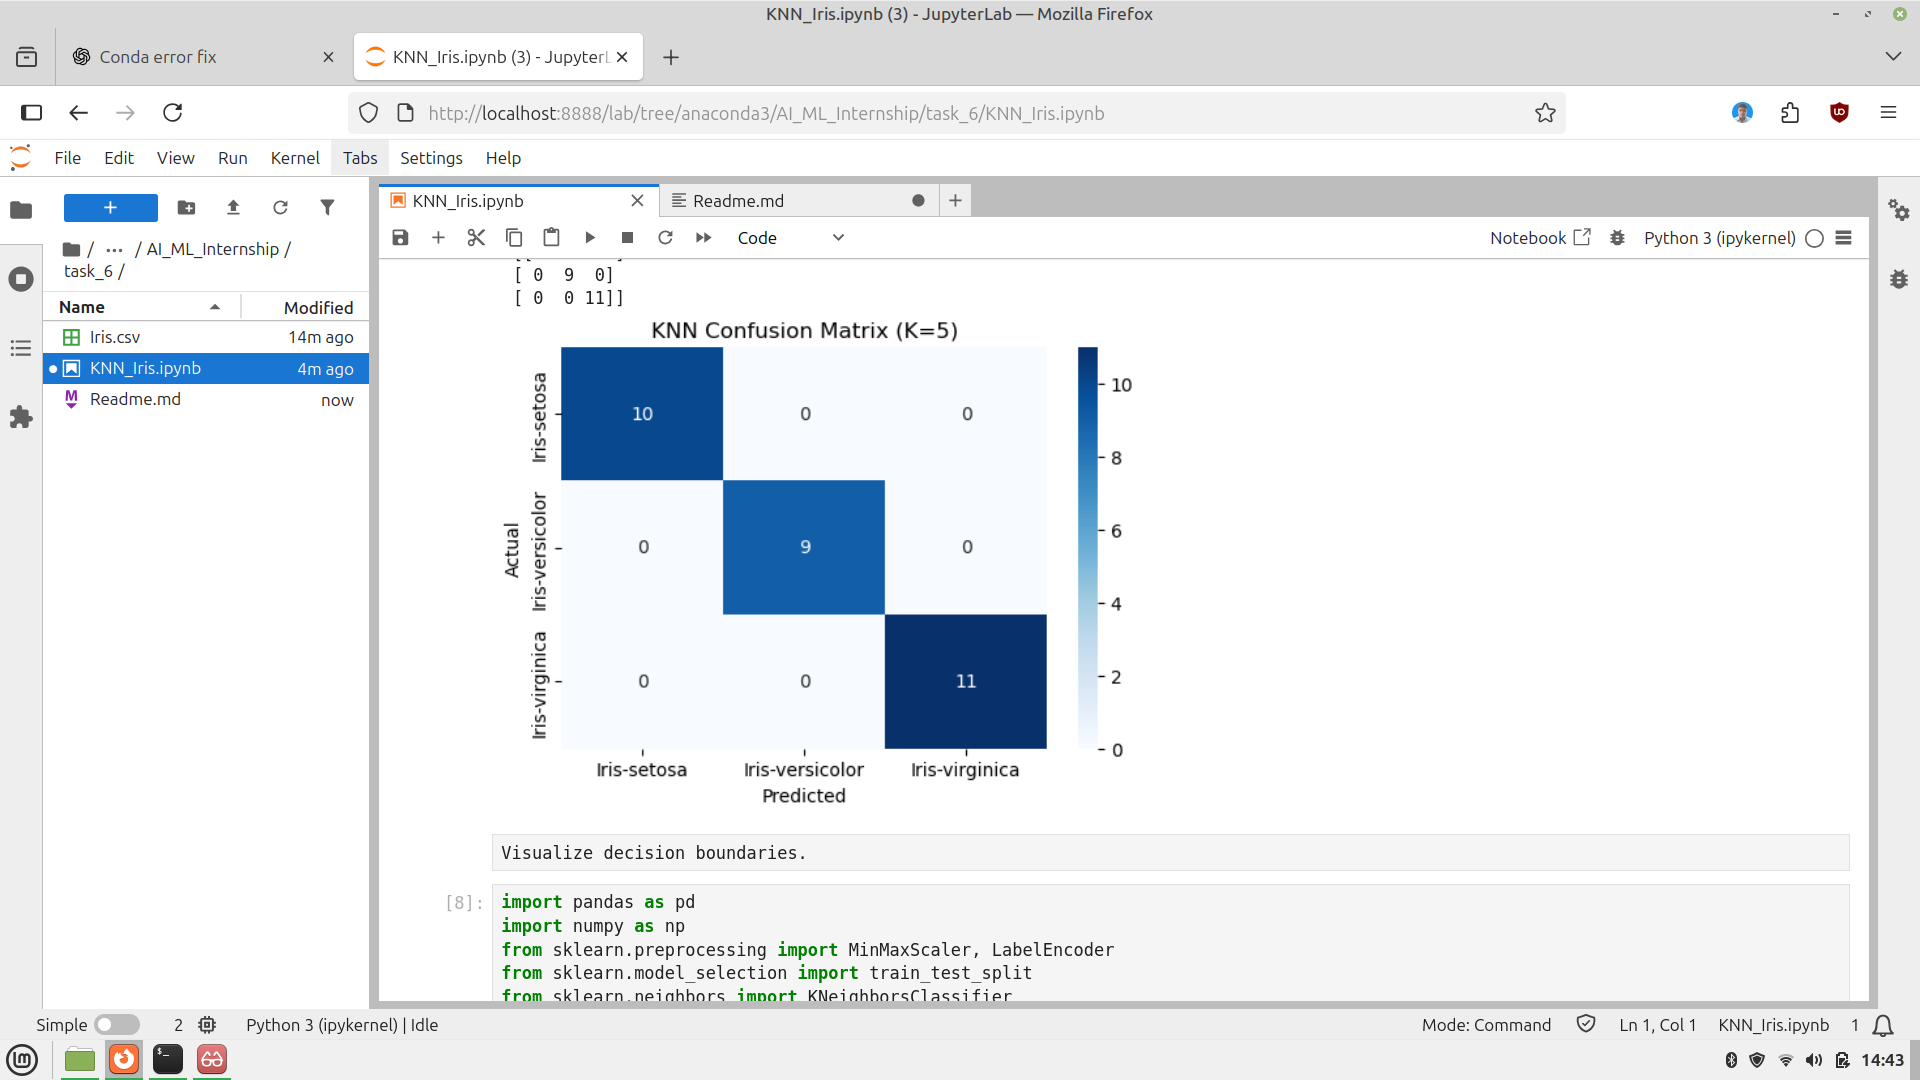 KNN_Iris.ipynb (3) - JupyterLab — Mozilla Firefox
Conda error fix
KNN_Iris.ipynb (3) - JupyterL
http://localhost:8888/lab/tree/anaconda3/AI_ML_Internship/task_6/KNN_Iris.ipynb
File Edit View Run Kernel Tabs Settings Help
KNN_Iris.ipynb
Readme.md
Code
Notebook
Python 3 (ipykernel)
/ ... / AI_ML_Internship /
task_6 /
Name Modified
Iris.csv 14m ago
KNN_Iris.ipynb 4m ago
Readme.md now
[ 0 9 0]
[ 0 0 11]]
KNN Confusion Matrix (K=5)
Iris-setosa
Iris-versicolor
Iris-virginica
Actual
10 0 0
0 9 0
0 0 11
10
8
6
4
2
0
Iris-setosa Iris-versicolor Iris-virginica
Predicted
Visualize decision boundaries.
[8]:
import pandas as pd
import numpy as np
from sklearn.preprocessing import MinMaxScaler, LabelEncoder
from sklearn.model_selection import train_test_split
from sklearn.neighbors import KNeighborsClassifier
Simple 2 Python 3 (ipykernel) | Idle
Mode: Command Ln 1, Col 1 KNN_Iris.ipynb 1
14:43